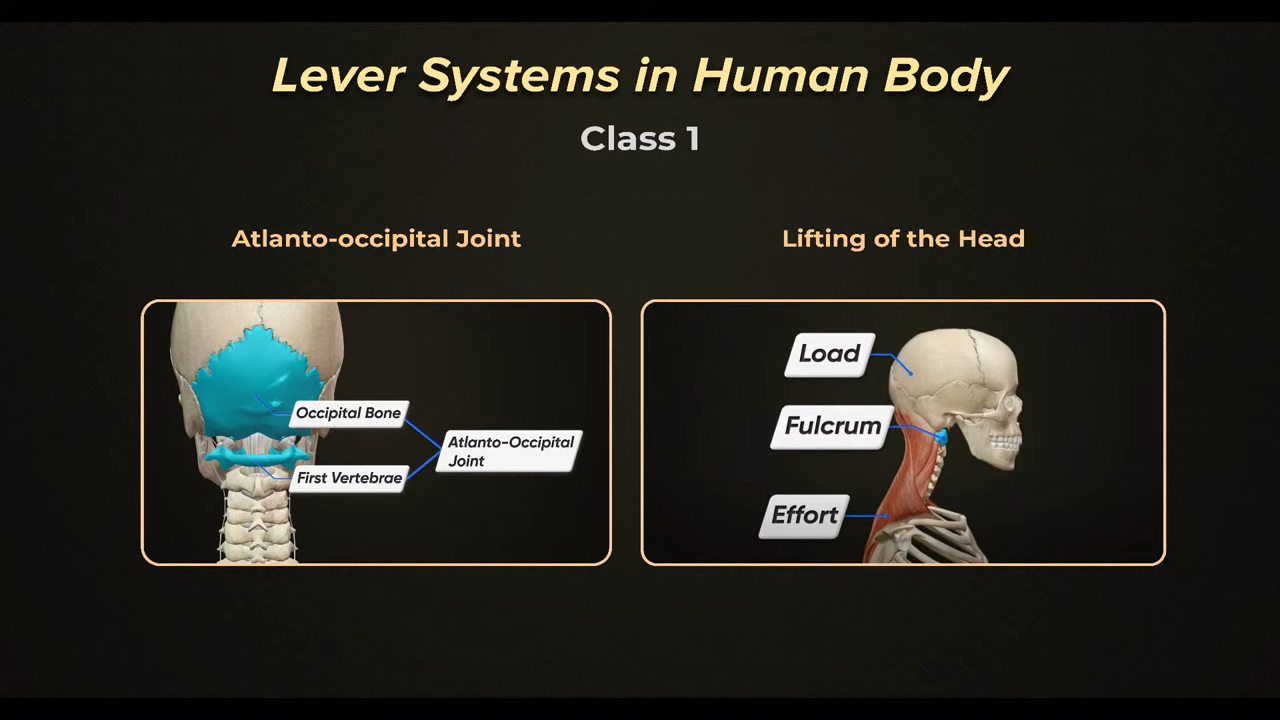 Lever Systems in Human Body
Class 1
Atlanto-occipital Joint
Occipital Bone
First Vertebrae
Atlanto-Occipital
Joint
Lifting of the Head
Load
Fulcrum
Effort